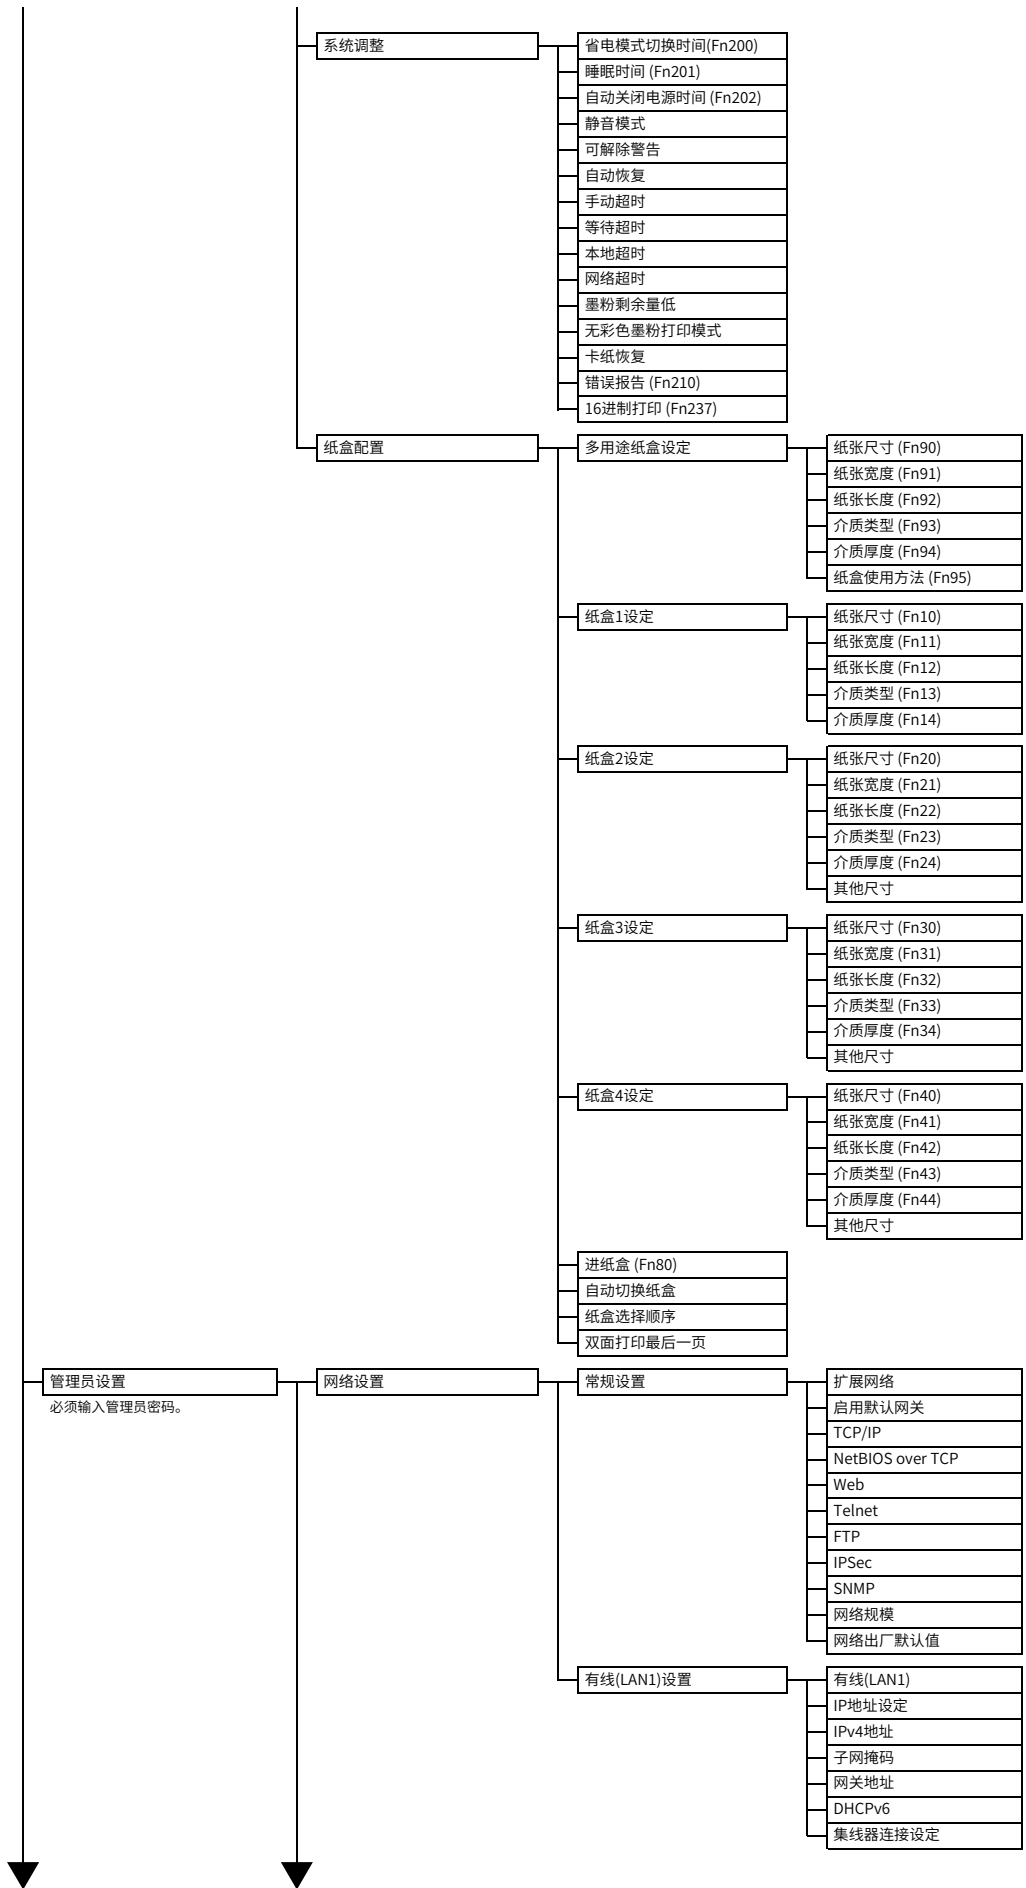 系统调整
省电模式切换时间(Fn200)
睡眠时间 (Fn201)
自动关闭电源时间 (Fn202)
静音模式
可解除警告
自动恢复
手动超时
等待超时
本地超时
网络超时
墨粉剩余量低
无彩色墨粉打印模式
卡纸恢复
错误报告 (Fn210)
16进制打印 (Fn237)
纸盒配置
多用途纸盒设定
纸张尺寸 (Fn90)
纸张宽度 (Fn91)
纸张长度 (Fn92)
介质类型 (Fn93)
介质厚度 (Fn94)
纸盒使用方法 (Fn95)
纸盒1设定
纸张尺寸 (Fn10)
纸张宽度 (Fn11)
纸张长度 (Fn12)
介质类型 (Fn13)
介质厚度 (Fn14)
纸盒2设定
纸张尺寸 (Fn20)
纸张宽度 (Fn21)
纸张长度 (Fn22)
介质类型 (Fn23)
介质厚度 (Fn24)
其他尺寸
纸盒3设定
纸张尺寸 (Fn30)
纸张宽度 (Fn31)
纸张长度 (Fn32)
介质类型 (Fn33)
介质厚度 (Fn34)
其他尺寸
纸盒4设定
纸张尺寸 (Fn40)
纸张宽度 (Fn41)
纸张长度 (Fn42)
介质类型 (Fn43)
介质厚度 (Fn44)
其他尺寸
进纸盒 (Fn80)
自动切换纸盒
纸盒选择顺序
双面打印最后一页
管理员设置
必须输入管理员密码。
网络设置
常规设置
扩展网络
启用默认网关
TCP/IP
NetBIOS over TCP
Web
Telnet
FTP
IPSec
SNMP
网络规模
网络出厂默认值
有线(LAN1)设置
有线(LAN1)
IP地址设定
IPv4地址
子网掩码
网关地址
DHCPv6
集线器连接设定